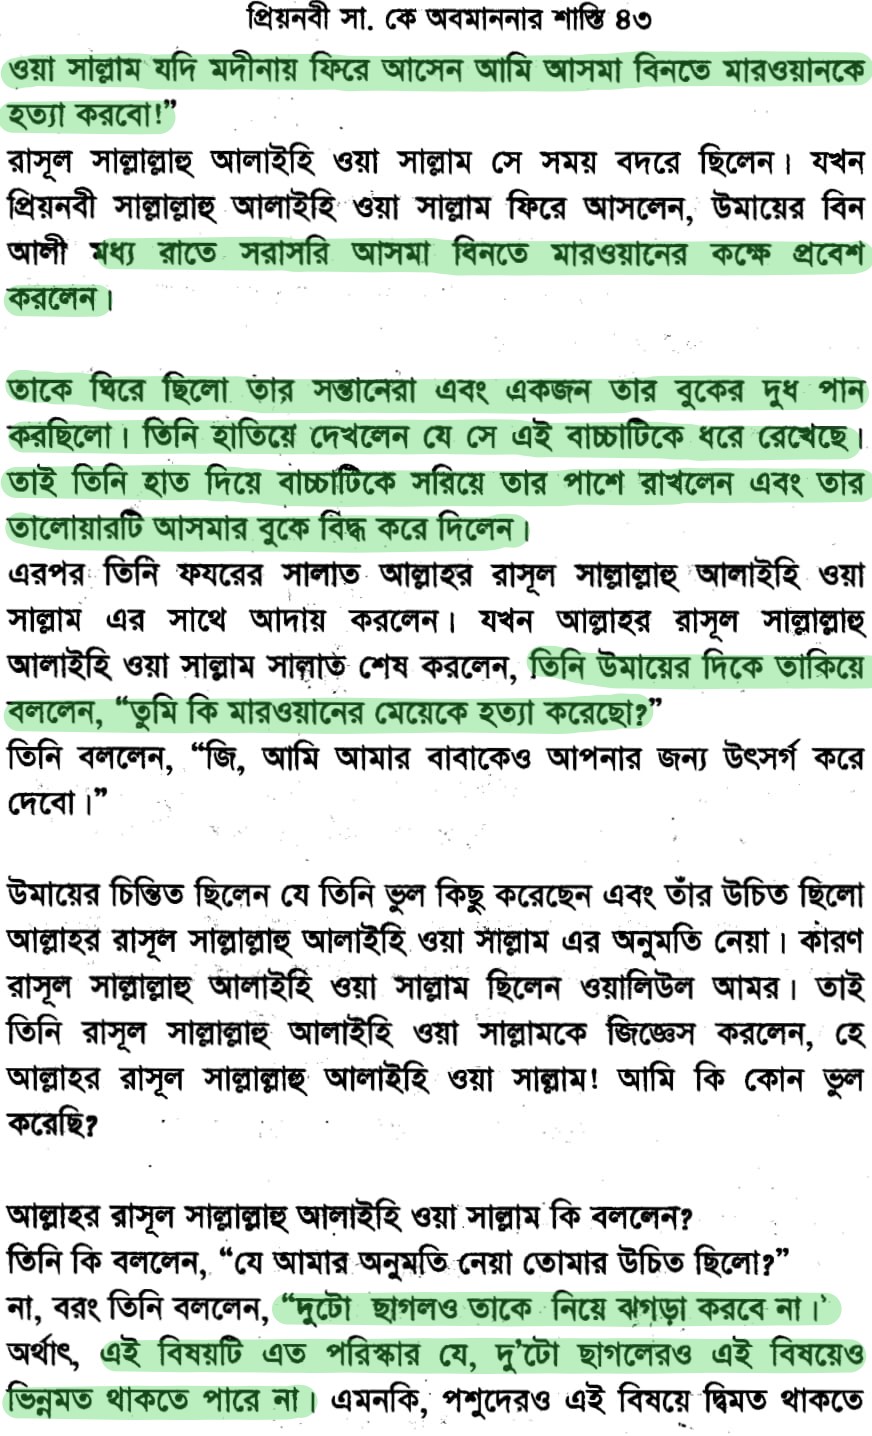 প্রিয়নবী সা. কে অবমাননার শাস্তি ৪৩
ওয়া সাল্লাম যদি মদীনায় ফিরে আসেন আমি আসমা বিনতে মারওয়ানকে
হত্যা করবো!”
রাসূল সাল্লাল্লাহু আলাইহি ওয়া সাল্লাম সে সময় বদরে ছিলেন। যখন
প্রিয়নবী সাল্লাল্লাহু আলাইহি ওয়া সাল্লাম ফিরে আসলেন, উমায়ের বিন
আলী মধ্য রাতে সরাসরি আসমা বিনতে মারওয়ানের কক্ষে প্রবেশ
করলেন।
তাকে ঘিরে ছিলো তার সন্তানেরা এবং একজন তার বুকের দুধ পান
করছিলো। তিনি হাতিয়ে দেখলেন যে সে এই বাচ্চাটিকে ধরে রেখেছে।
তাই তিনি হাত দিয়ে বাচ্চাটিকে সরিয়ে তার পাশে রাখলেন এবং তার
তালোয়ারটি আসমার বুকে বিদ্ধ করে দিলেন।
এরপর তিনি ফযরের সালাত আল্লাহর রাসূল সাল্লাল্লাহু আলাইহি ওয়া
সাল্লাম এর সাথে আদায় করলেন। যখন আল্লাহর রাসূল সাল্লাল্লাহু
আলাইহি ওয়া সাল্লাম সালাত শেষ করলেন, তিনি উমায়ের দিকে তাকিয়ে
বললেন, “তুমি কি মারওয়ানের মেয়েকে হত্যা করেছো?”
তিনি বললেন, “জি, আমি আমার বাবাকেও আপনার জন্য উৎসর্গ করে
দেবো।”
উমায়ের চিন্তিত ছিলেন যে তিনি ভুল কিছু করেছেন এবং তাঁর উচিত ছিলো
আল্লাহর রাসূল সাল্লাল্লাহু আলাইহি ওয়া সাল্লাম এর অনুমতি নেয়া। কারণ
রাসূল সাল্লাল্লাহু আলাইহি ওয়া সাল্লাম ছিলেন ওয়ালিউল আমর। তাই
তিনি রাসূল সাল্লাল্লাহু আলাইহি ওয়া সাল্লামকে জিজ্ঞেস করলেন, হে
আল্লাহর রাসূল সাল্লাল্লাহু আলাইহি ওয়া সাল্লাম! আমি কি কোন ভুল
করেছি?
আল্লাহর রাসূল সাল্লাল্লাহু আলাইহি ওয়া সাল্লাম কি বললেন?
তিনি কি বললেন, “যে আমার অনুমতি নেয়া তোমার উচিত ছিলো?”
না, বরং তিনি বললেন, “দুটো ছাগলও তাকে নিয়ে ঝগড়া করবে না।’
অর্থাৎ, এই বিষয়টি এত পরিস্কার যে, দু’টো ছাগলেরও এই বিষয়েও
ভিন্নমত থাকতে পারে না। এমনকি, পশুদেরও এই বিষয়ে দ্বিমত থাকতে